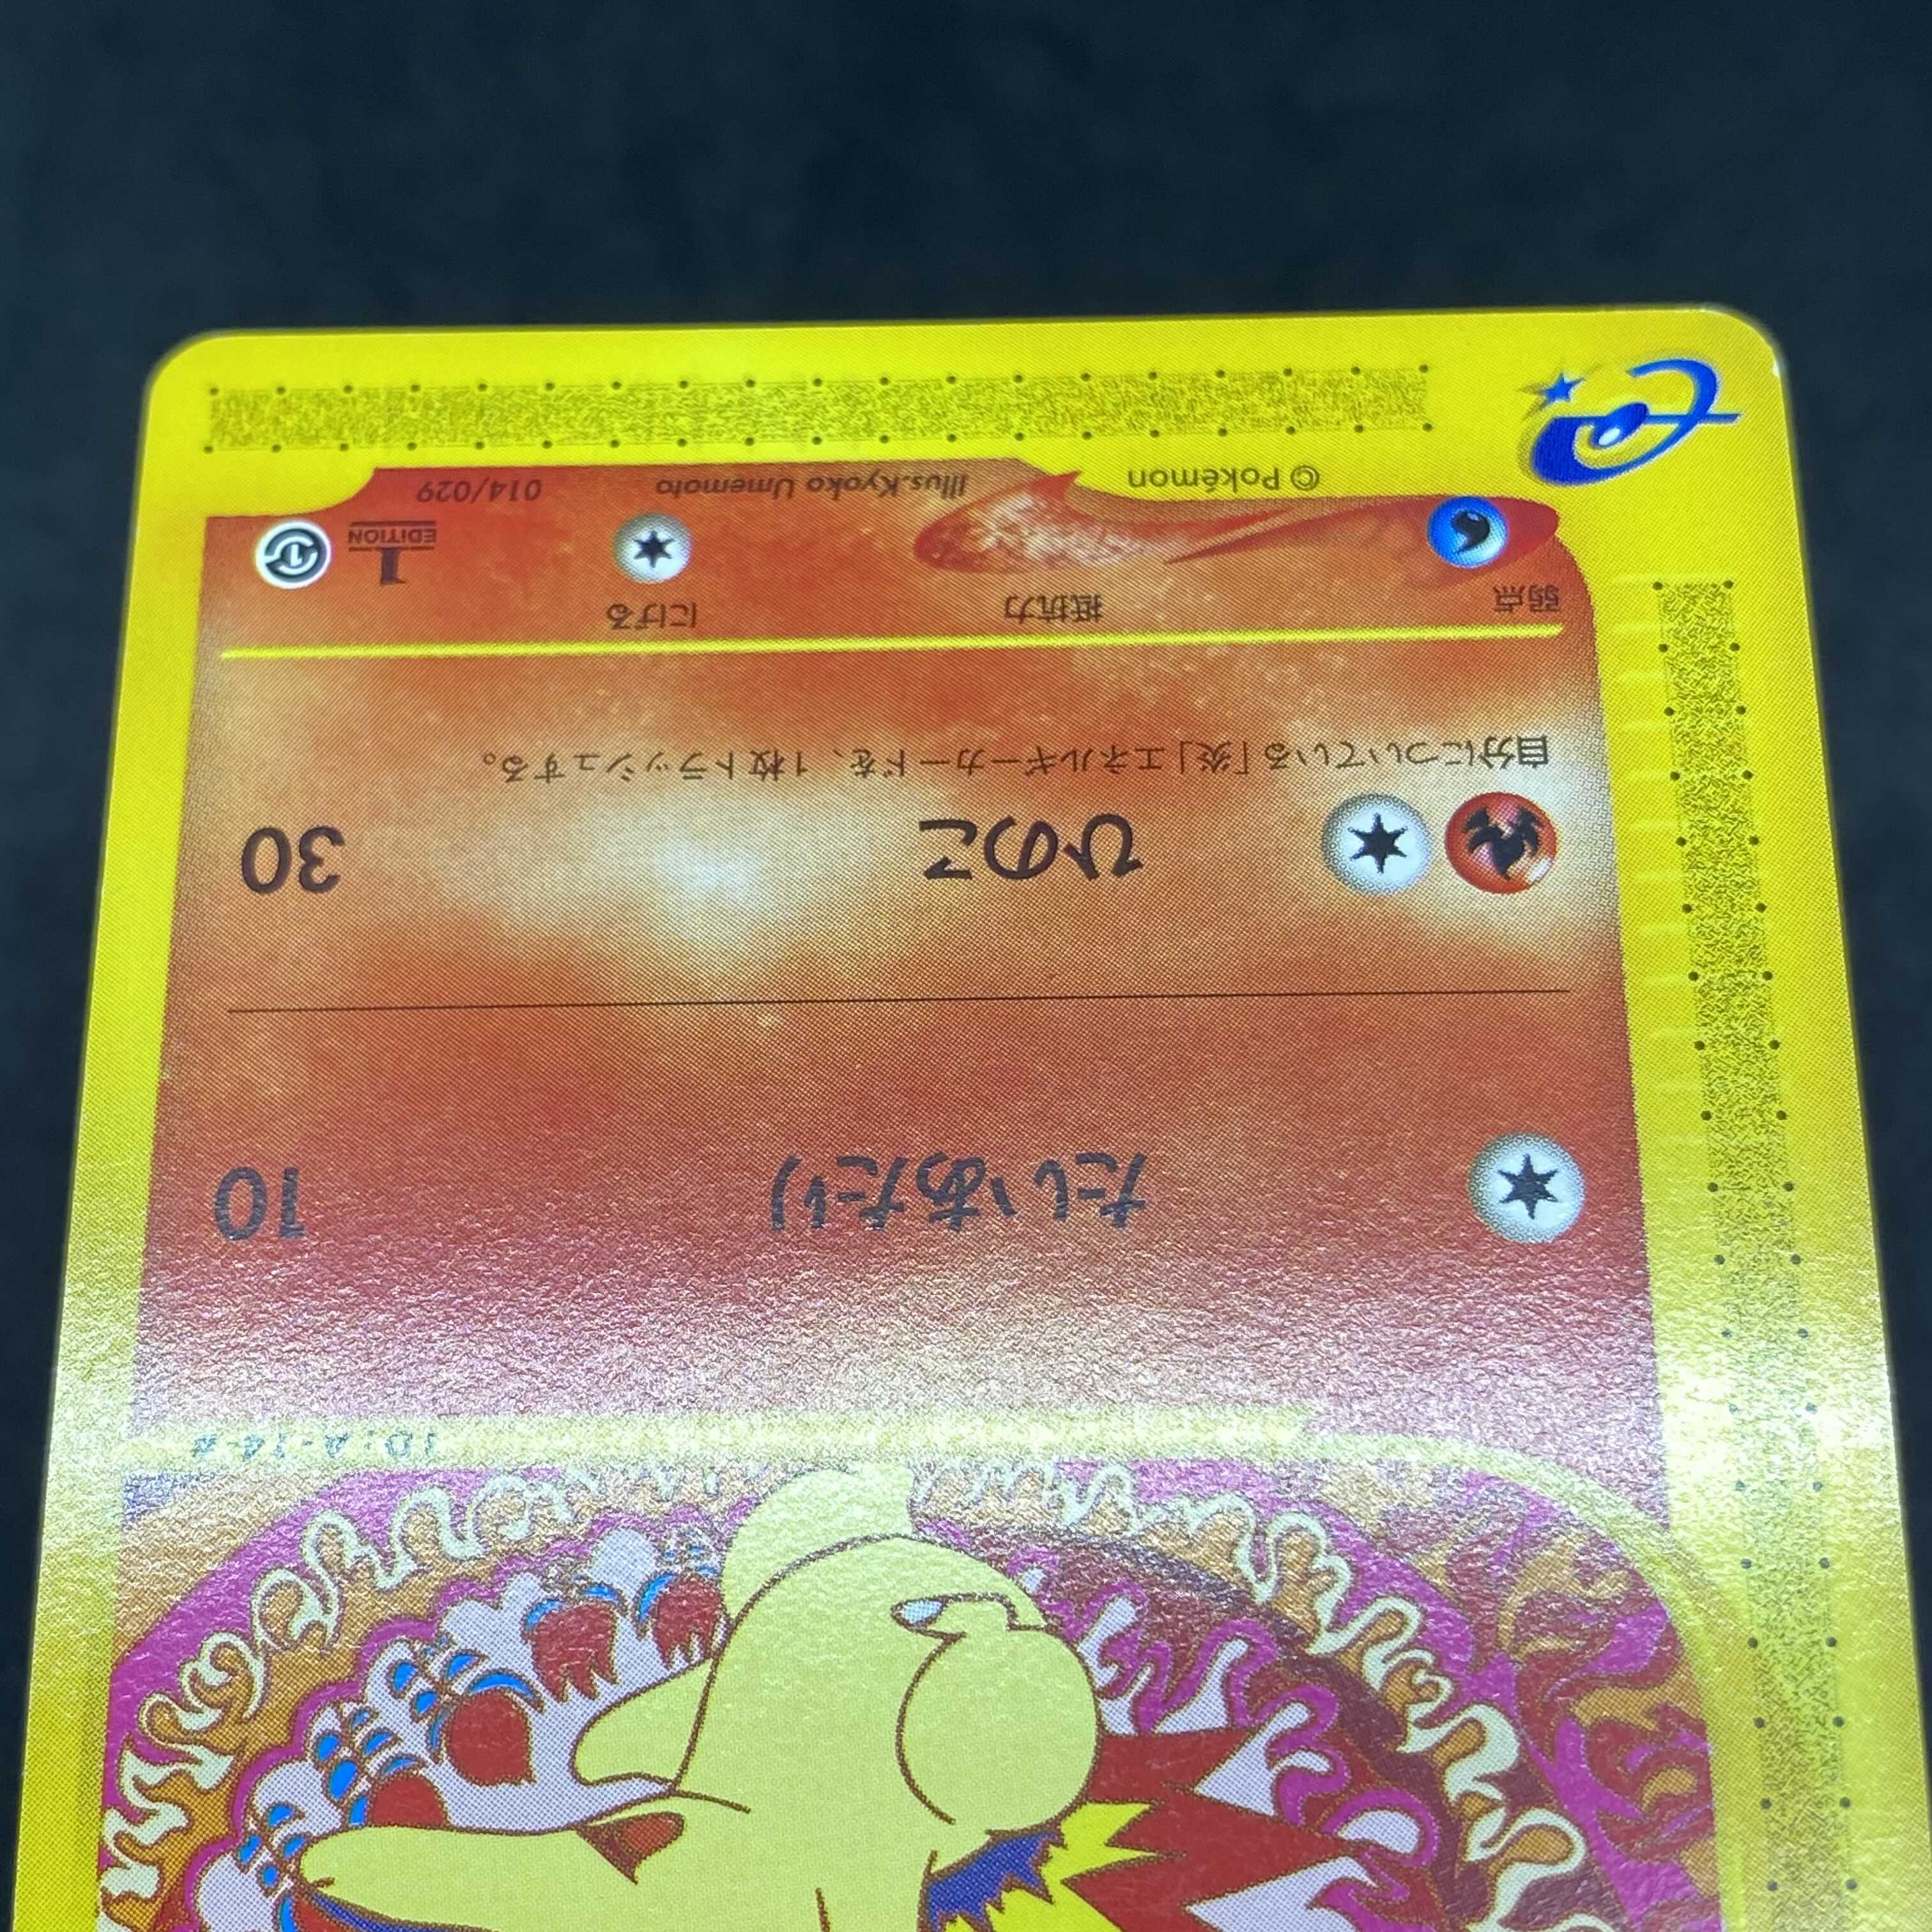 ID:A-14-#
たいあたり 10
ひのこ 30
自分についている「炎」エネルギーカードを、1枚トラッシュする。
弱点 抵抗力 にげる
1 EDITION
©Pokémon Illus.Kyoko Umemoto 014/029